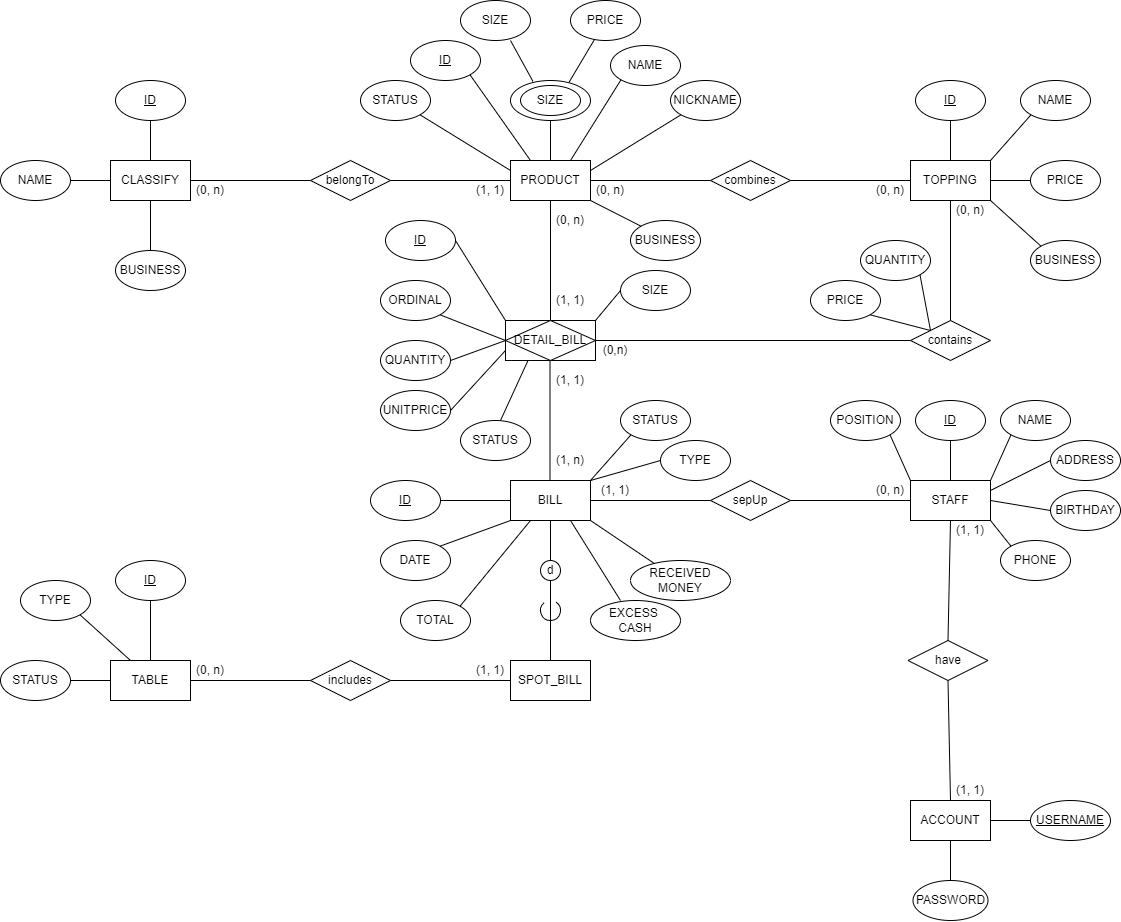 SIZE
PRICE
ID
NAME
STATUS
SIZE
NICKNAME
ID
ID
NAME
NAME
CLASSIFY
(0, n)
belongTo
(1, 1)
PRODUCT
(0, n)
combines
(0, n)
TOPPING
PRICE
(0, n)
(0, n)
BUSINESS
ID
BUSINESS
QUANTITY
BUSINESS
ORDINAL
(1, 1)
SIZE
PRICE
DETAIL_BILL
(0,n)
contains
QUANTITY
(1, 1)
UNITPRICE
STATUS
STATUS
POSITION
ID
NAME
(1, n)
TYPE
ADDRESS
ID
BILL
(1, 1)
sepUp
(0, n)
STAFF
BIRTHDAY
(1, 1)
DATE
d
RECEIVED
MONEY
PHONE
ID
TYPE
TOTAL
EXCESS
CASH
STATUS
TABLE
(0, n)
includes
(1, 1)
SPOT_BILL
have
(1, 1)
ACCOUNT
USERNAME
PASSWORD